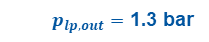 p_lp,out = 1.3 bar